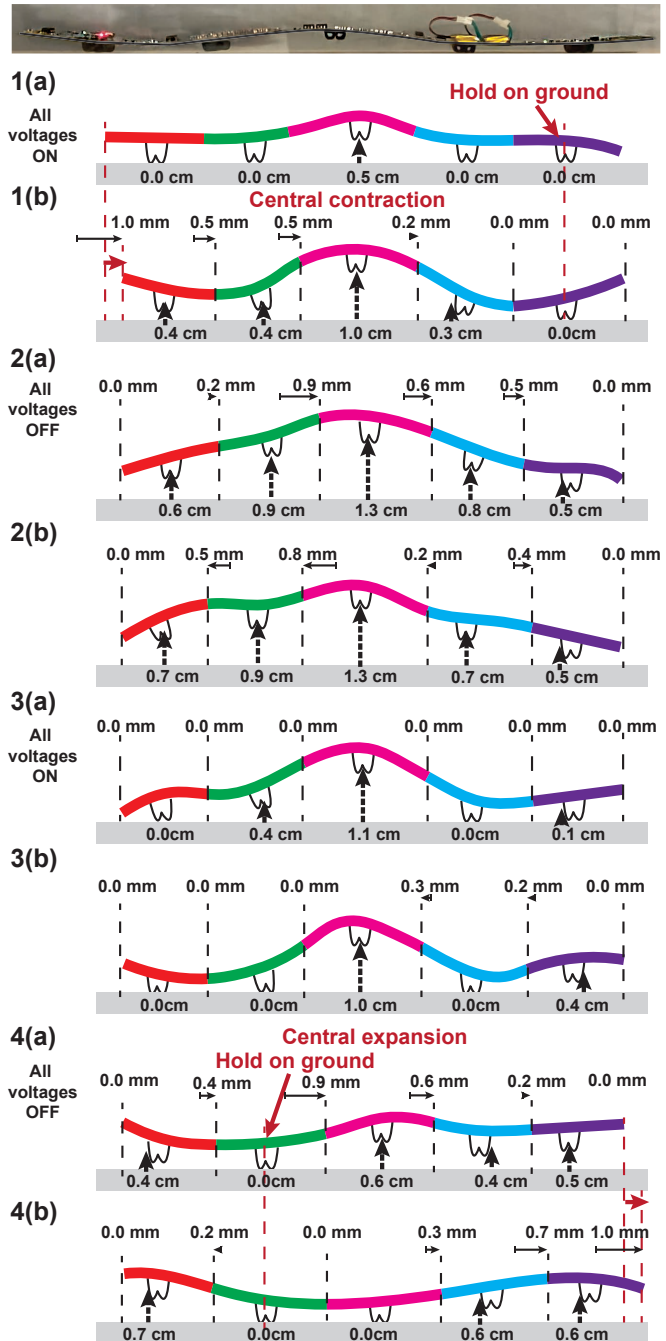 1(a)
Hold on ground
All
voltages
ON
0.0 cm 0.0 cm 0.5 cm 0.0 cm 0.0 cm
1(b)
Central contraction
1.0 mm 0.5 mm 0.5 mm 0.2 mm 0.0 mm 0.0 mm
0.4 cm 0.4 cm 1.0 cm 0.3 cm 0.0cm
2(a)
All
voltages
OFF
0.0 mm 0.2 mm 0.9 mm 0.6 mm 0.5 mm 0.0 mm
0.6 cm 0.9 cm 1.3 cm 0.8 cm 0.5 cm
2(b)
0.0 mm 0.5 mm 0.8 mm 0.2 mm 0.4 mm 0.0 mm
0.7 cm 0.9 cm 1.3 cm 0.7 cm 0.5 cm
3(a)
All
voltages
ON
0.0 mm 0.0 mm 0.0 mm 0.0 mm 0.0 mm 0.0 mm
0.0cm 0.4 cm 1.1 cm 0.0cm 0.1 cm
3(b)
0.0 mm 0.0 mm 0.0 mm 0.3 mm 0.2 mm 0.0 mm
0.0cm 0.0cm 1.0 cm 0.0cm 0.4 cm
4(a)
Central expansion
Hold on ground
All
voltages
OFF
0.0 mm 0.4 mm 0.9 mm 0.6 mm 0.2 mm 0.0 mm
0.4 cm 0.0cm 0.6 cm 0.4 cm 0.5 cm
4(b)
0.0 mm 0.2 mm 0.0 mm 0.3 mm 0.7 mm 1.0 mm
0.7 cm 0.0cm 0.0cm 0.6 cm 0.6 cm